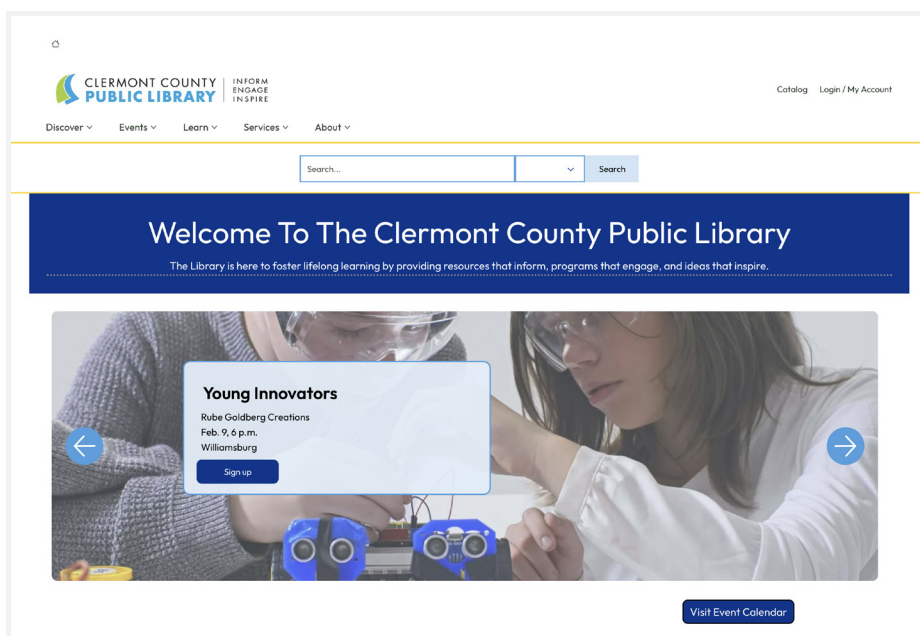 CLERMONT COUNTY
PUBLIC LIBRARY
INFORM
ENGAGE
INSPIRE
Catalog Login / My Account
Discover Events Learn Services About
Search... Search
Welcome To The Clermont County Public Library
The Library is here to foster lifelong learning by providing resources that inform, programs that engage, and ideas that inspire.
Young Innovators
Rube Goldberg Creations
Feb. 9, 6 p.m.
Williamsburg
Sign up
Visit Event Calendar